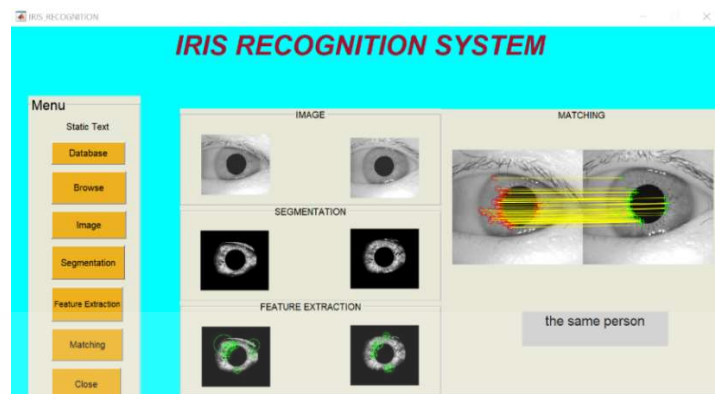 IRIS_RECOGNITION
IRIS RECOGNITION SYSTEM
Menu
Static Text
Database
Browse
Image
Segmentation
Feature Extraction
Matching
Close
IMAGE
SEGMENTATION
FEATURE EXTRACTION
MATCHING
the same person